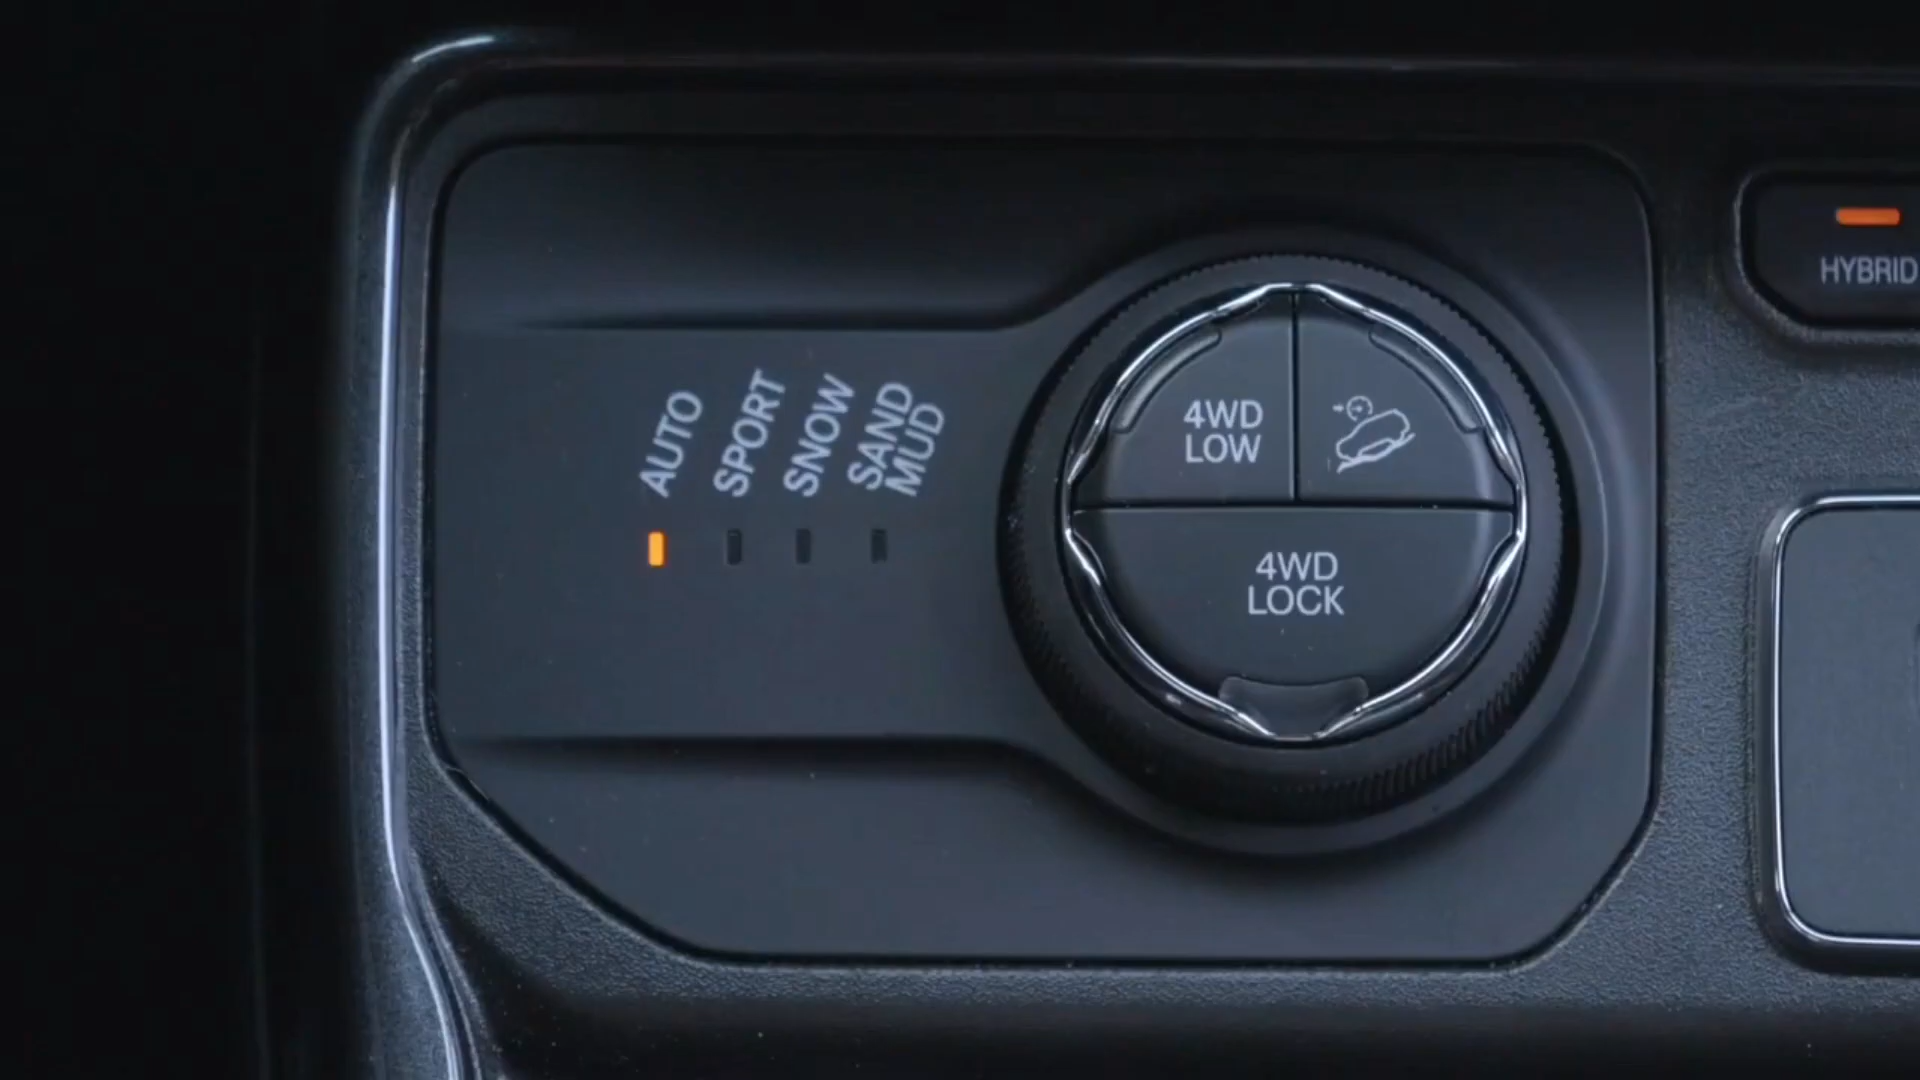 AUTO
SPORT
SNOW
SAND
MUD
4WD
LOW
4WD
LOCK
HYBRID